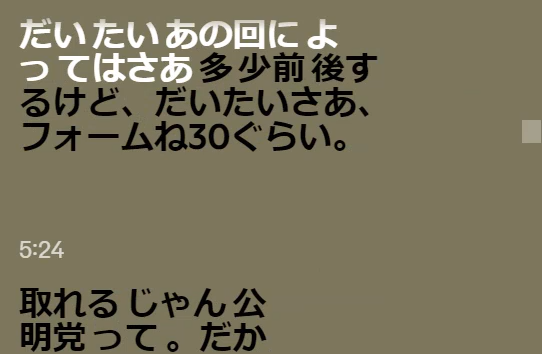 だいたいあの回によ
ってはさあ多少前後す
るけど、だいたいさあ、
フォームね30ぐらい。
5:24
取れるじゃん公
明党って。だか